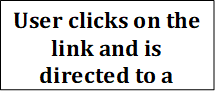 User clicks on the
link and is
directed to a